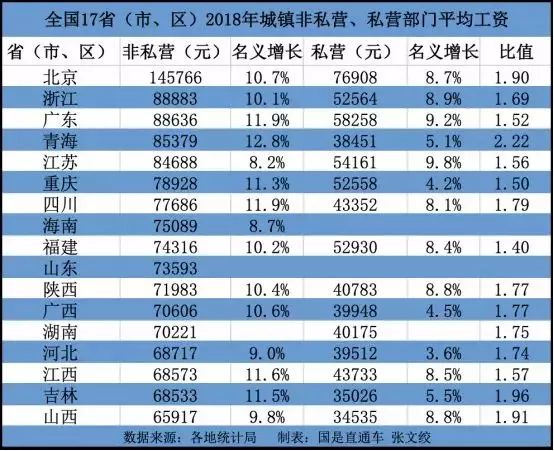 全国17省（市、区）2018年城镇非私营、私营部门平均工资
省（市、区） 非私营（元） 名义增长 私营（元） 名义增长 比值
北京 145766 10.7% 76908 8.7% 1.90
浙江 88883 10.1% 52564 8.9% 1.69
广东 88636 11.9% 58258 9.2% 1.52
青海 85379 12.8% 38451 5.1% 2.22
江苏 84688 8.2% 54161 9.8% 1.56
重庆 78928 11.3% 52558 4.2% 1.50
四川 77686 11.9% 43352 8.1% 1.79
海南 75089 8.7%
福建 74316 10.2% 52930 8.4% 1.40
山东 73593
陕西 71983 10.4% 40783 8.8% 1.77
广西 70606 10.6% 39948 4.5% 1.77
湖南 70221 40175 1.75
河北 68717 9.0% 39512 3.6% 1.74
江西 68573 11.6% 43733 8.5% 1.57
吉林 68533 11.5% 35026 5.5% 1.96
山西 65917 9.8% 34535 8.8% 1.91
数据来源：各地统计局 制表：国是直通车 张文绞